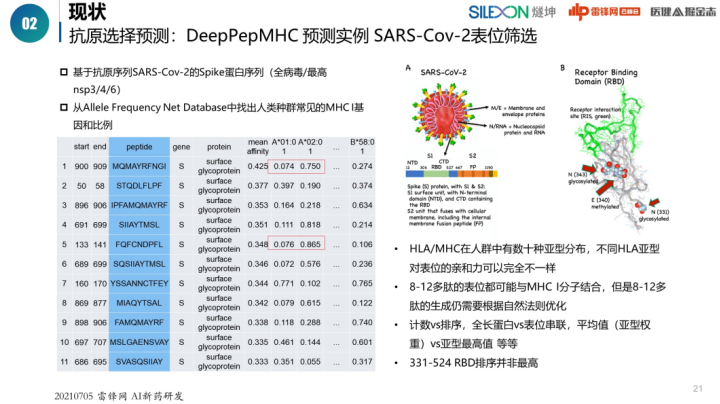 02
现状
抗原选择预测：DeepPepMHC 预测实例 SARS-Cov-2表位筛选
SILEXON 燧坤
雷锋网
医健AI掘金志
基于抗原序列SARS-Cov-2的Spike蛋白序列（全病毒/最高
nsp3/4/6）
从Allele Frequency Net Database中找出人类种群常见的MHC I基
因和比例
start end peptide gene protein mean affinity A*01:01 A*02:01 ... B*58:01
1 900 909 MQMAYRFNGI S surface glycoprotein 0.425 0.074 0.750 ... 0.274
2 50 58 STQDLFLPF S surface glycoprotein 0.377 0.397 0.190 ... 0.374
3 896 906 IPFAMQMAYRF S surface glycoprotein 0.353 0.164 0.218 ... 0.634
4 691 699 SIIAYTMSL S surface glycoprotein 0.351 0.111 0.818 ... 0.214
5 133 141 FQFCNDPFL S surface glycoprotein 0.348 0.076 0.865 ... 0.106
6 689 699 SQSIIAYTMSL S surface glycoprotein 0.346 0.072 0.576 ... 0.236
7 160 170 YSSANNCTFEY S surface glycoprotein 0.344 0.771 0.102 ... 0.765
8 869 877 MIAQYTSAL S surface glycoprotein 0.342 0.079 0.615 ... 0.122
9 898 906 FAMQMAYRF S surface glycoprotein 0.338 0.118 0.288 ... 0.740
10 697 707 MSLGAENSVAY S surface glycoprotein 0.335 0.461 0.144 ... 0.601
11 686 695 SVASQSIIAY S surface glycoprotein 0.333 0.351 0.055 ... 0.317
A
SARS-CoV-2
M/E = Membrane and
envelope proteins
N/RNA = Nucleocapsid
protein and RNA
S1 S2
NTD CTD
RBD FP
Spike (S) protein, with S1 & S2:
S1 surface unit, with N-terminal
domain (NTD), and CTD containing
the RBD
S2 unit that fuses with cellular
membrane, including the internal
membrane fusion peptide (FP)
B
Receptor Binding
Domain (RBD)
Receptor interaction
site (RIS, green)
N (343)
glycosylated
E (340)
methylated
N (331)
glycosylated
HLA/MHC在人群中有数十种亚型分布，不同HLA亚型
对表位的亲和力可以完全不一样
8-12多肽的表位都可能与MHC I分子结合，但是8-12多
肽的生成仍需要根据自然法则优化
计数vs排序，全长蛋白vs表位串联，平均值（亚型权
重）vs亚型最高值 等等
331-524 RBD排序并非最高
20210705 雷锋网 AI新药研发
21